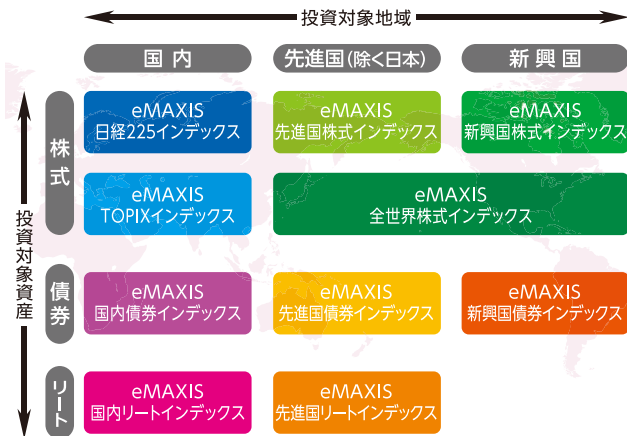 投資対象地域
国内
先進国(除く日本)
新興国
投資対象資産
株式
eMAXIS
日経225インデックス
eMAXIS
先進国株式インデックス
eMAXIS
新興国株式インデックス
eMAXIS
TOPIXインデックス
eMAXIS
全世界株式インデックス
債券
eMAXIS
国内債券インデックス
eMAXIS
先進国債券インデックス
eMAXIS
新興国債券インデックス
リート
eMAXIS
国内リートインデックス
eMAXIS
先進国リートインデックス